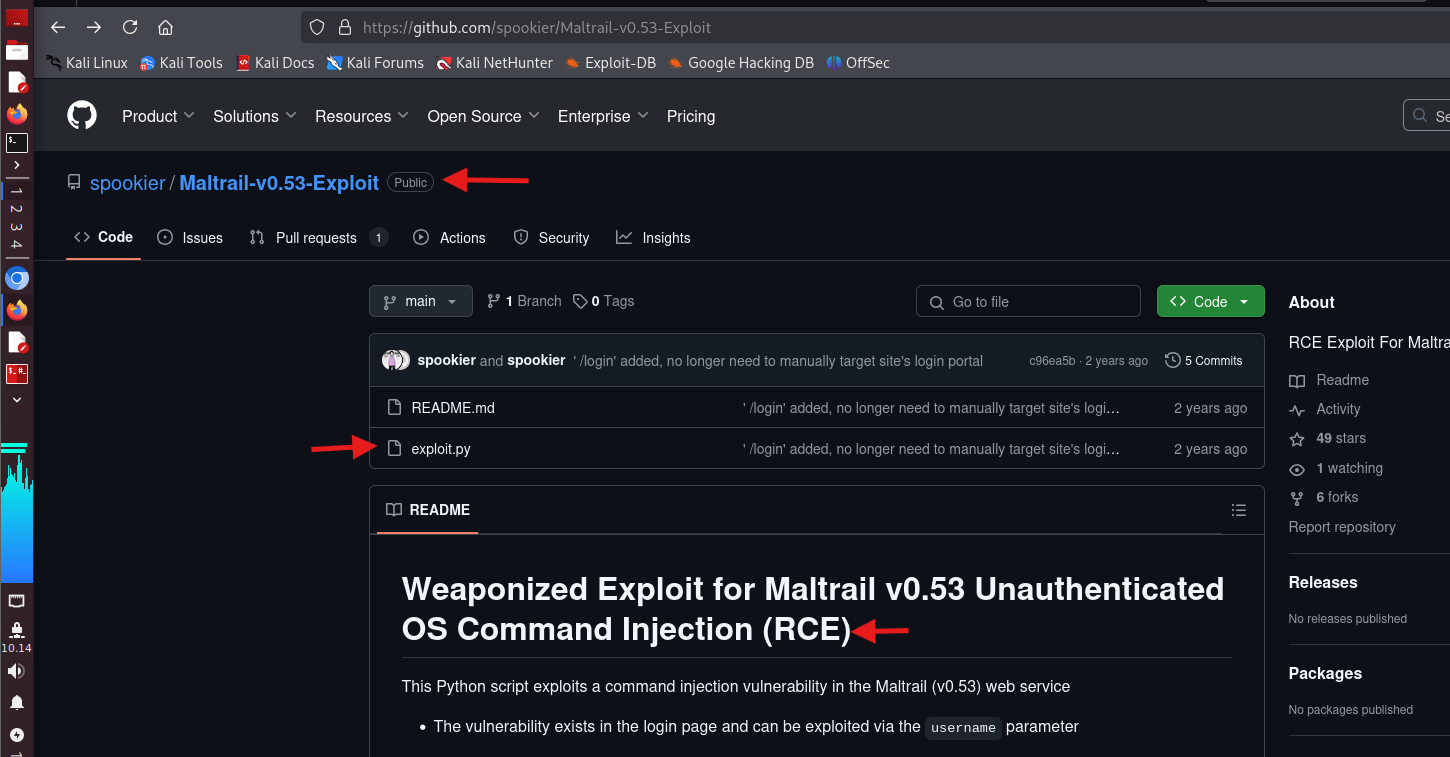 https://github.com/spookier/Maltrail-v0.53-Exploit
Kali Linux Kali Tools Kali Docs Kali Forums Kali NetHunter Exploit-DB Google Hacking DB OffSec
Product Solutions Resources Open Source Enterprise Pricing Se
spookier / Maltrail-v0.53-Exploit Public
Code Issues Pull requests 1 Actions Security Insights
main 1 Branch 0 Tags Go to file Code
About
spookier and spookier ' /login' added, no longer need to manually target site's login portal c96ea5b · 2 years ago 5 Commits
RCE Exploit For Maltra
README.md ' /login' added, no longer need to manually target site's logi... 2 years ago
exploit.py ' /login' added, no longer need to manually target site's logi... 2 years ago
Readme
Activity
49 stars
1 watching
6 forks
Report repository
README
Weaponized Exploit for Maltrail v0.53 Unauthenticated
OS Command Injection (RCE)
This Python script exploits a command injection vulnerability in the Maltrail (v0.53) web service
• The vulnerability exists in the login page and can be exploited via the username parameter
Releases
No releases published
Packages
No packages published
1
2
3
4
10.14